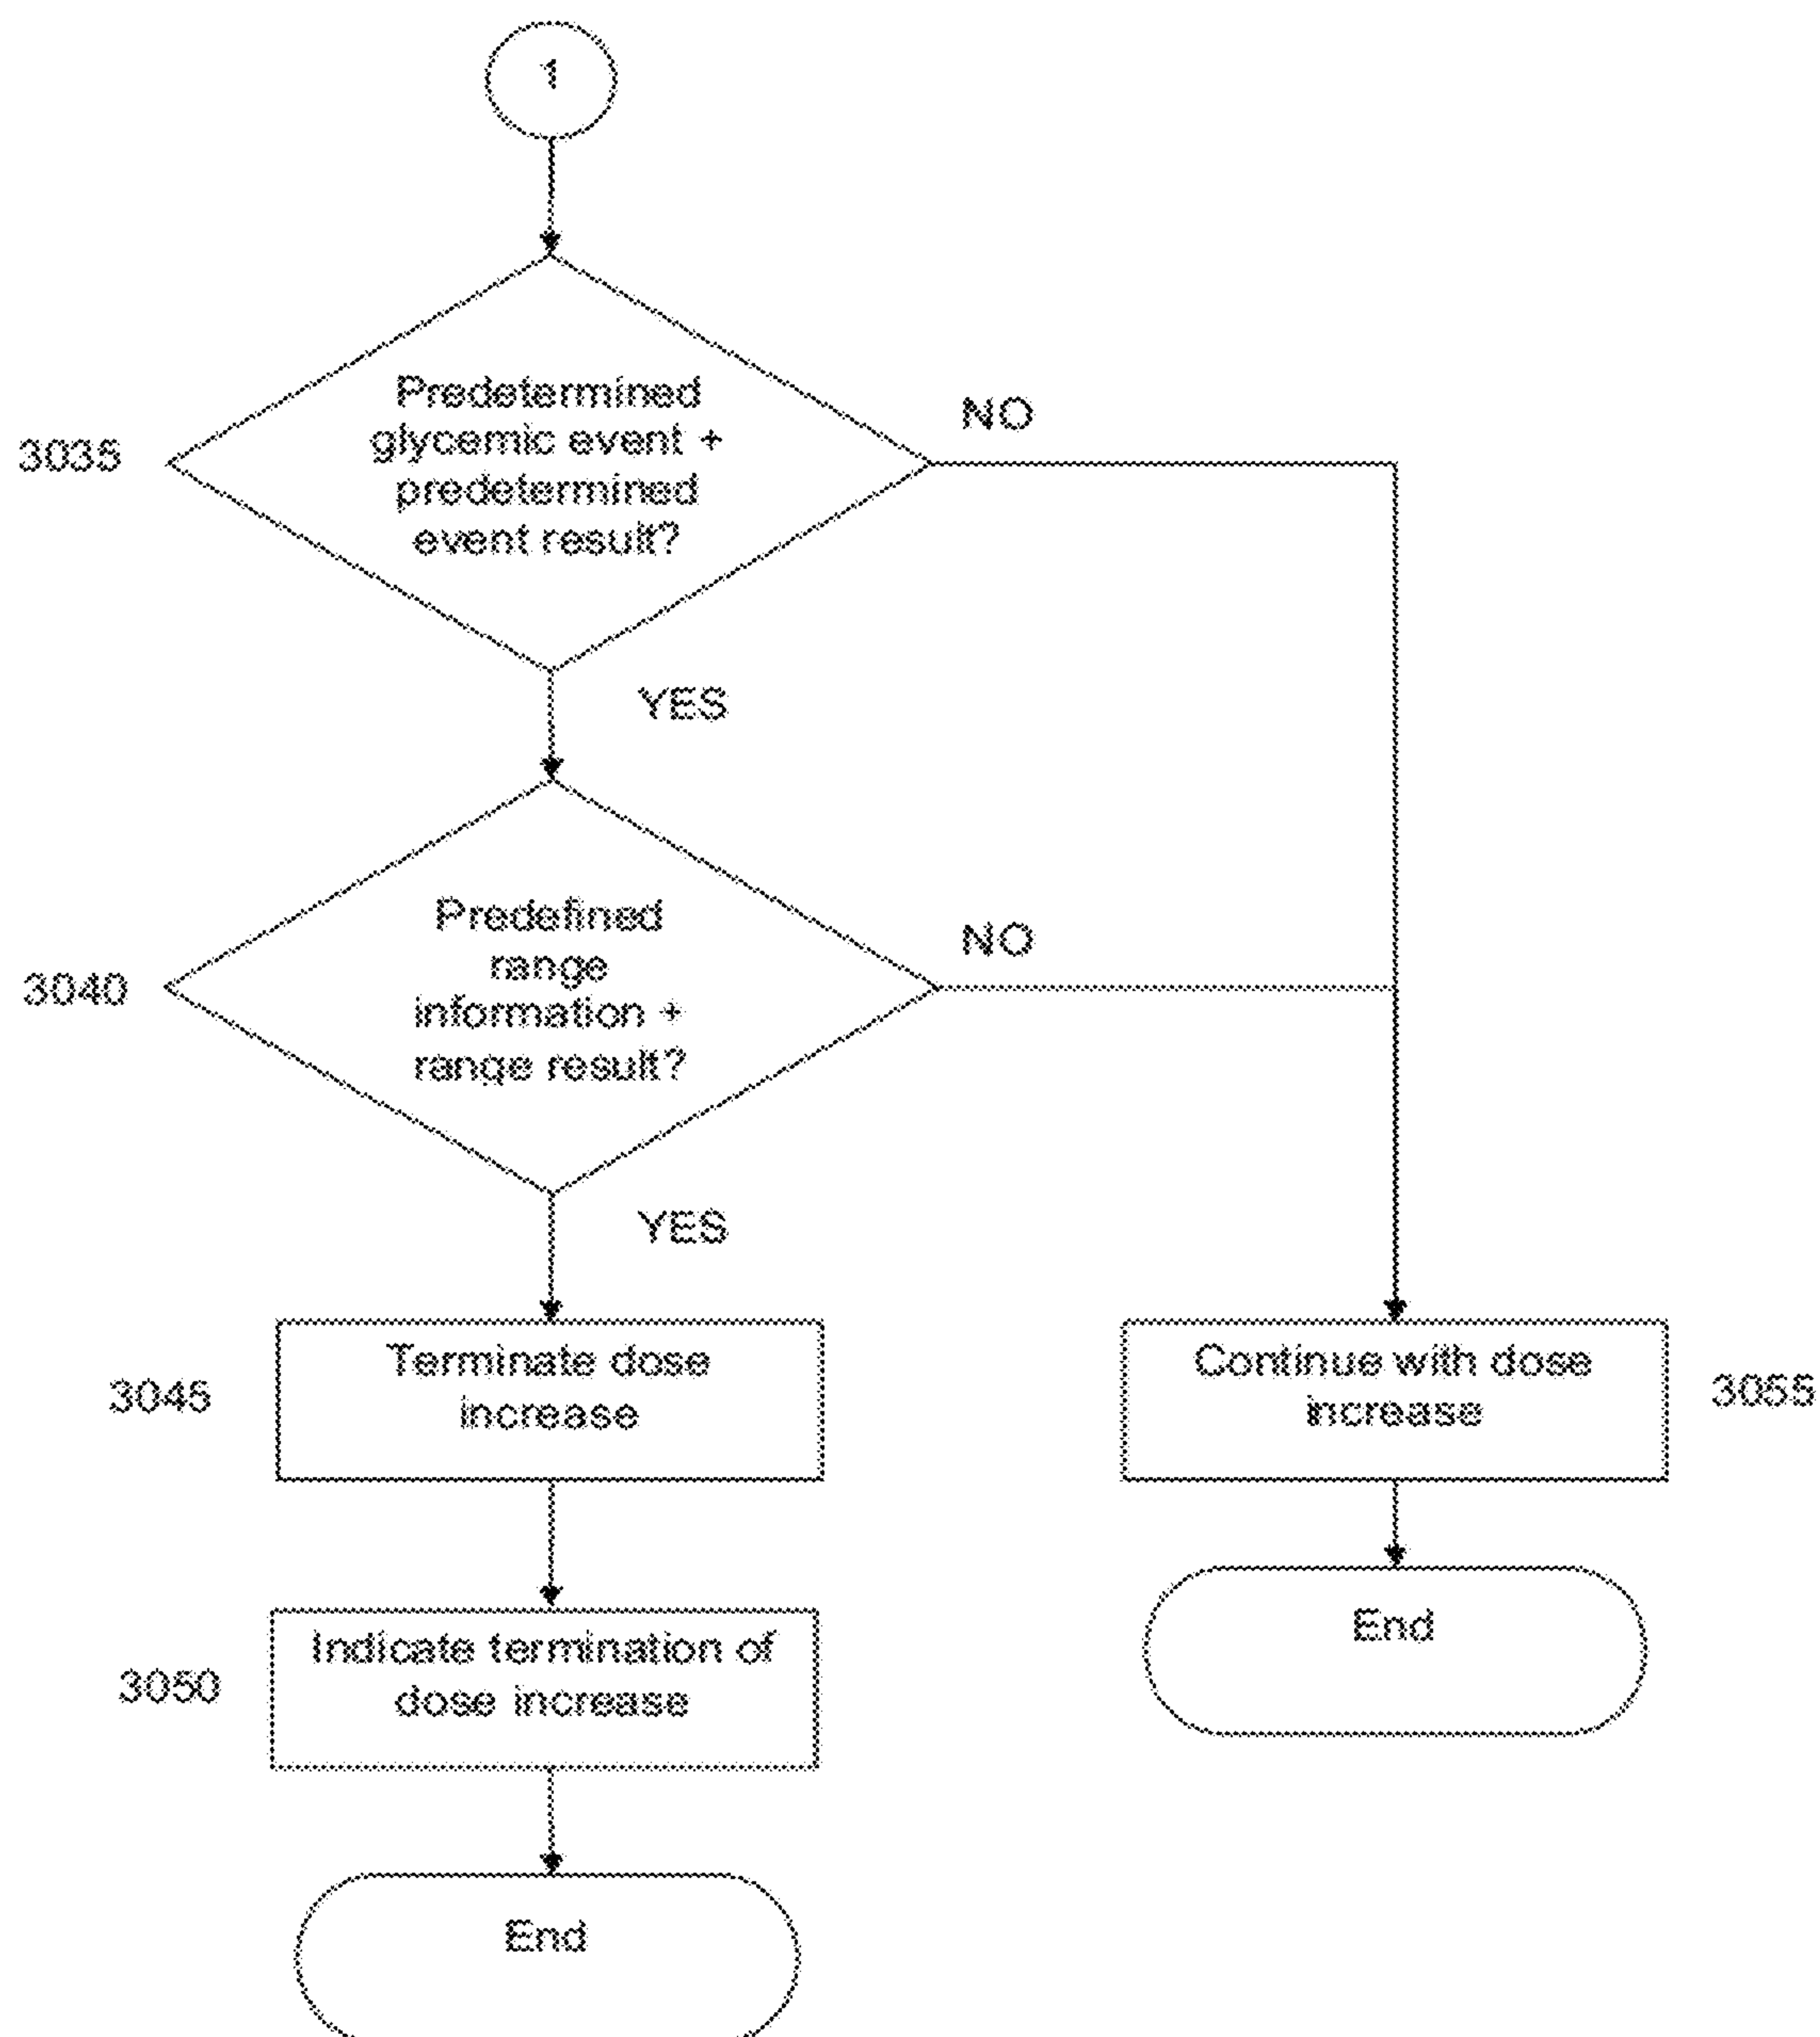 1
Predetermined
glycemic event +
predetermined
event result?
NO
3035
YES
Predefined
range
information +
range result?
NO
3040
YES
Terminate dose
increase
3045
Continue with dose
increase
3055
Indicate termination of
dose increase
3050
End
End